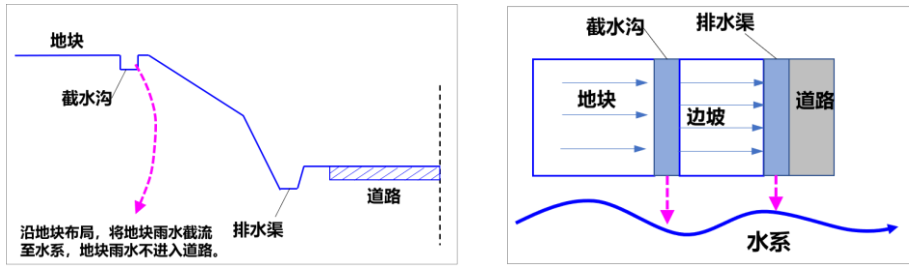 地块
截水沟
道路
排水渠
沿地块布局，将地块雨水截流
至水系，地块雨水不进入道路。
截水沟
排水渠
地块
边坡
道路
水系